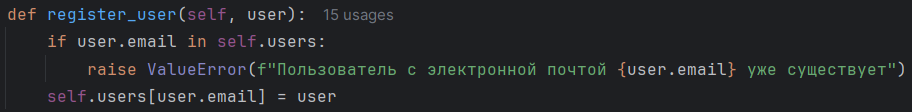 def register_user(self, user): 15 usages
    if user.email in self.users:
        raise ValueError(f"Пользователь с электронной почтой {user.email} уже существует")
    self.users[user.email] = user